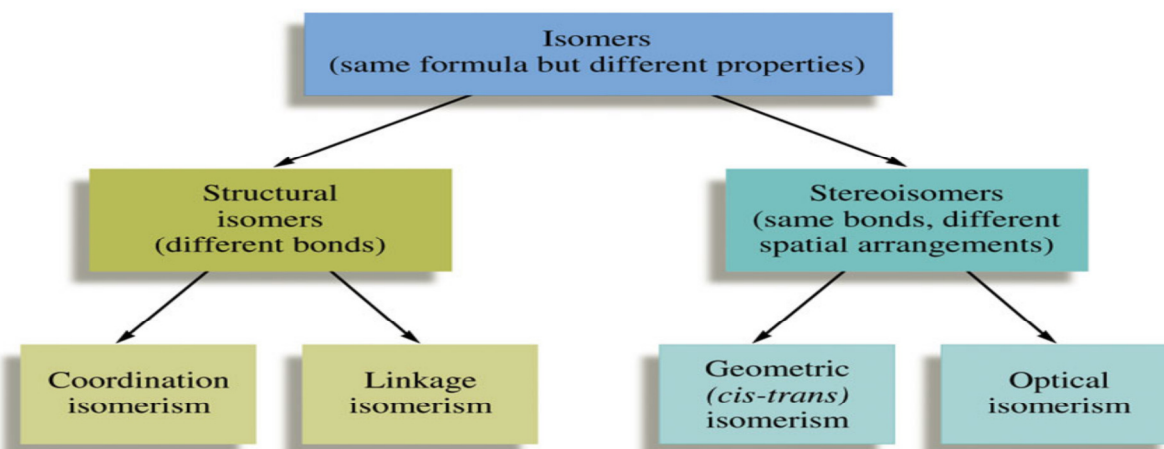 Isomers
(same formula but different properties)
Structural
isomers
(different bonds)
Stereoisomers
(same bonds, different
spatial arrangements)
Coordination
isomerism
Linkage
isomerism
Geometric
(cis-trans)
isomerism
Optical
isomerism